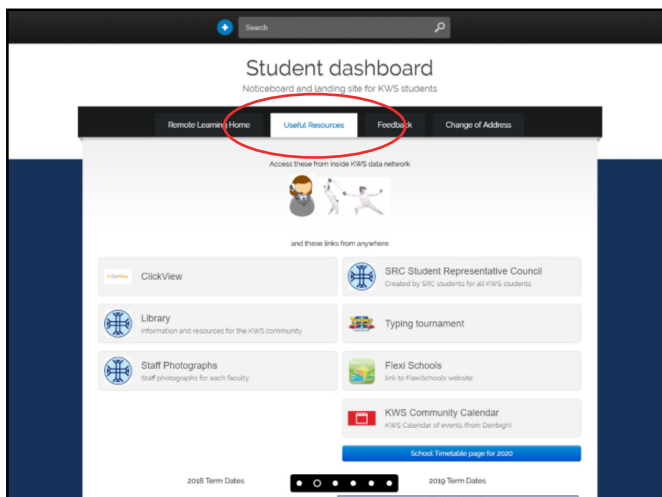 Search
Student dashboard
Noticeboard and landing site for KWS students
Remote Learning Home
Useful Resources
Feedback
Change of Address
Access these from inside KWS data network
and these links from anywhere
ClickView
ClickView
SRC Student Representative Council
Created by SRC students for all KWS students
Library
Information and resources for the KWS community
Typing tournament
Staff Photographs
Staff photographs for each faculty
Flexi Schools
link to FlexiSchools website
KWS Community Calendar
KWS Calendar of events (from Denbigh)
School Timetable page for 2020
2018 Term Dates
2019 Term Dates